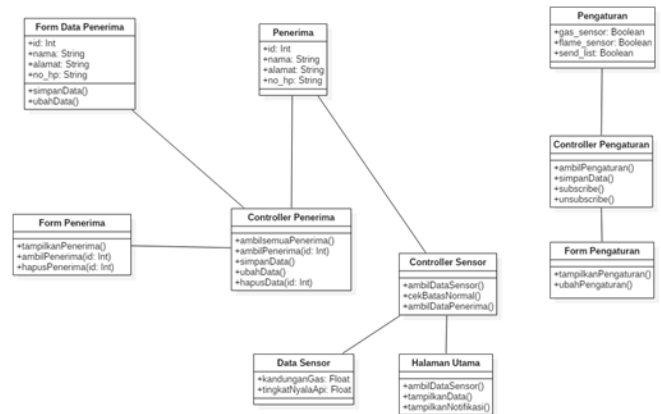 Form Data Penerima
+id: Int
+nama: String
+alamat: String
+no_hp: String
+simpanData()
+ubahData()
Penerima
+id: Int
+nama: String
+alamat: String
+no_hp: String
Pengaturan
+gas_sensor: Boolean
+flame_sensor: Boolean
+send_list: Boolean
Controller Pengaturan
+ambilPengaturan()
+simpanData()
+subscribe()
+unsubscribe()
Form Penerima
+tampilkanPenerima()
+ambilPenerima(id: Int)
+hapusPenerima(id: Int)
Controller Penerima
+ambilsemuaPenerima()
+ambilPenerima(id: Int)
+simpanData()
+ubahData()
+hapusData(id: Int)
Controller Sensor
+ambilDataSensor()
+cekBatasNormal()
+ambilDataPenerima()
Form Pengaturan
+tampilkanPengaturan()
+ubahPengaturan()
Data Sensor
+kandunganGas: Float
+tingkatNyalaApi: Float
Halaman Utama
+ambilDataSensor()
+tampilkanData()
+tampilkanNotifikasi()